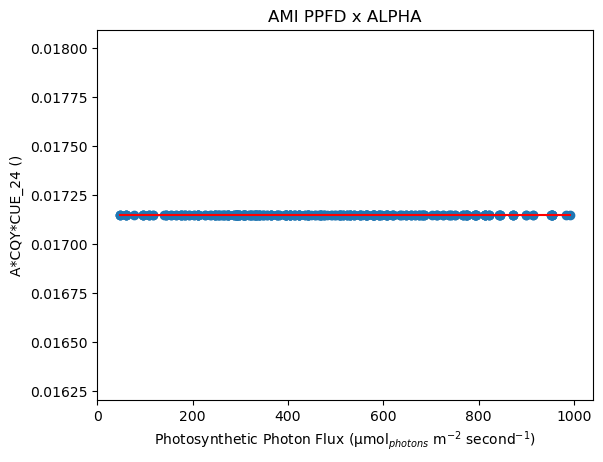 AMI PPFD x ALPHA
0.01800
0.01775
0.01750
0.01725
0.01700
0.01675
0.01650
0.01625
A*CQY*CUE_24 ()
0 200 400 600 800 1000
Photosynthetic Photon Flux (µmol_photons m⁻² second⁻¹)